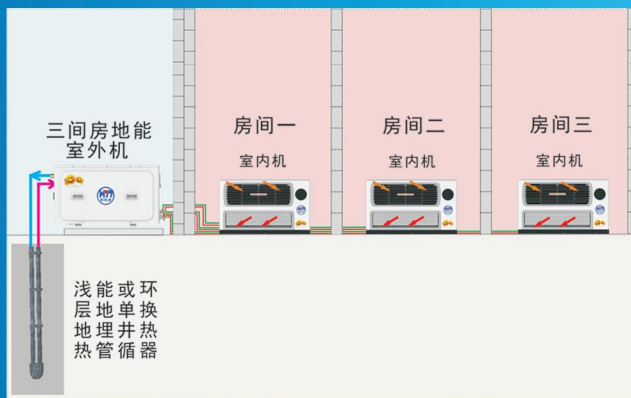 三间房地能
室外机
房间一
室内机
房间二
室内机
房间三
室内机
浅层地热
能地埋管
或单井循
环换热器